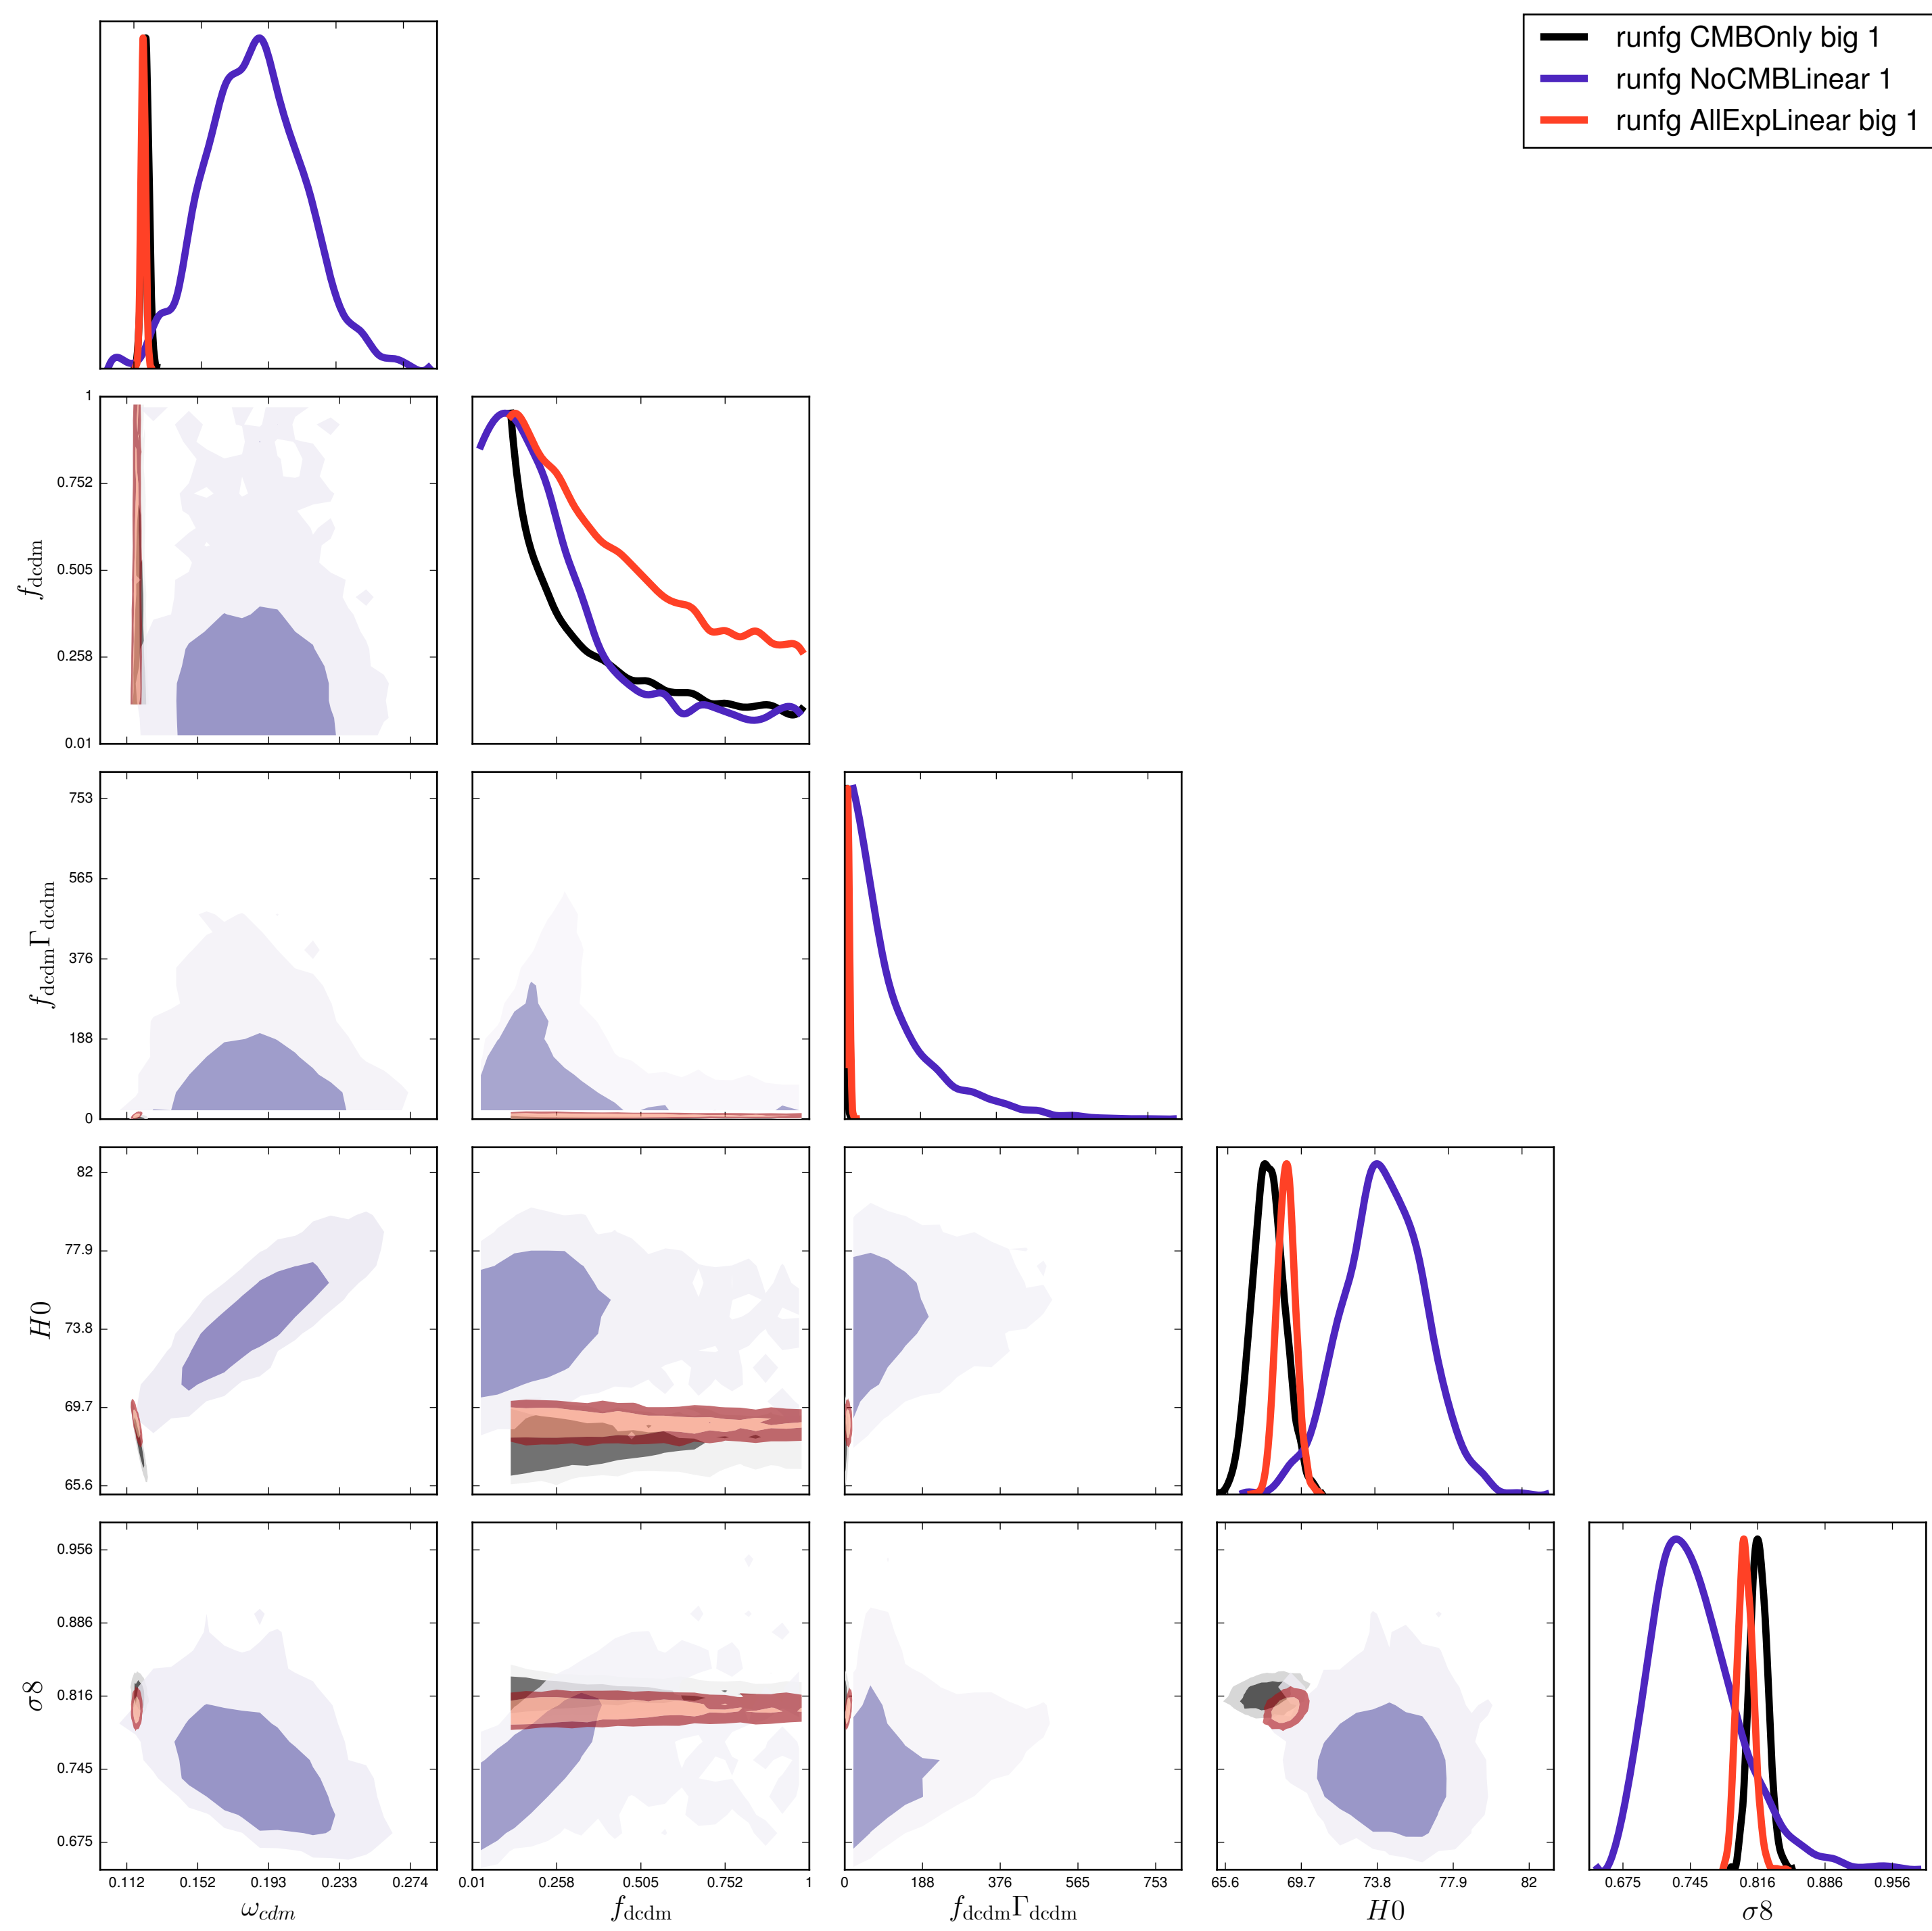 runfg CMBOnly big 1
runfg NoCMBLinear 1
runfg AllExpLinear big 1
1
0.752
0.505
0.258
0.01
f_dcdm
753
565
376
188
0
f_dcdm Γ_dcdm
82
77.9
73.8
69.7
65.6
H0
0.956
0.886
0.816
0.745
0.675
σ8
0.112 0.152 0.193 0.233 0.274
0.01 0.258 0.505 0.752 1
0 188 376 565 753
65.6 69.7 73.8 77.9 82
0.675 0.745 0.816 0.886 0.956
ω_cdm
f_dcdm
f_dcdm Γ_dcdm
H0
σ8